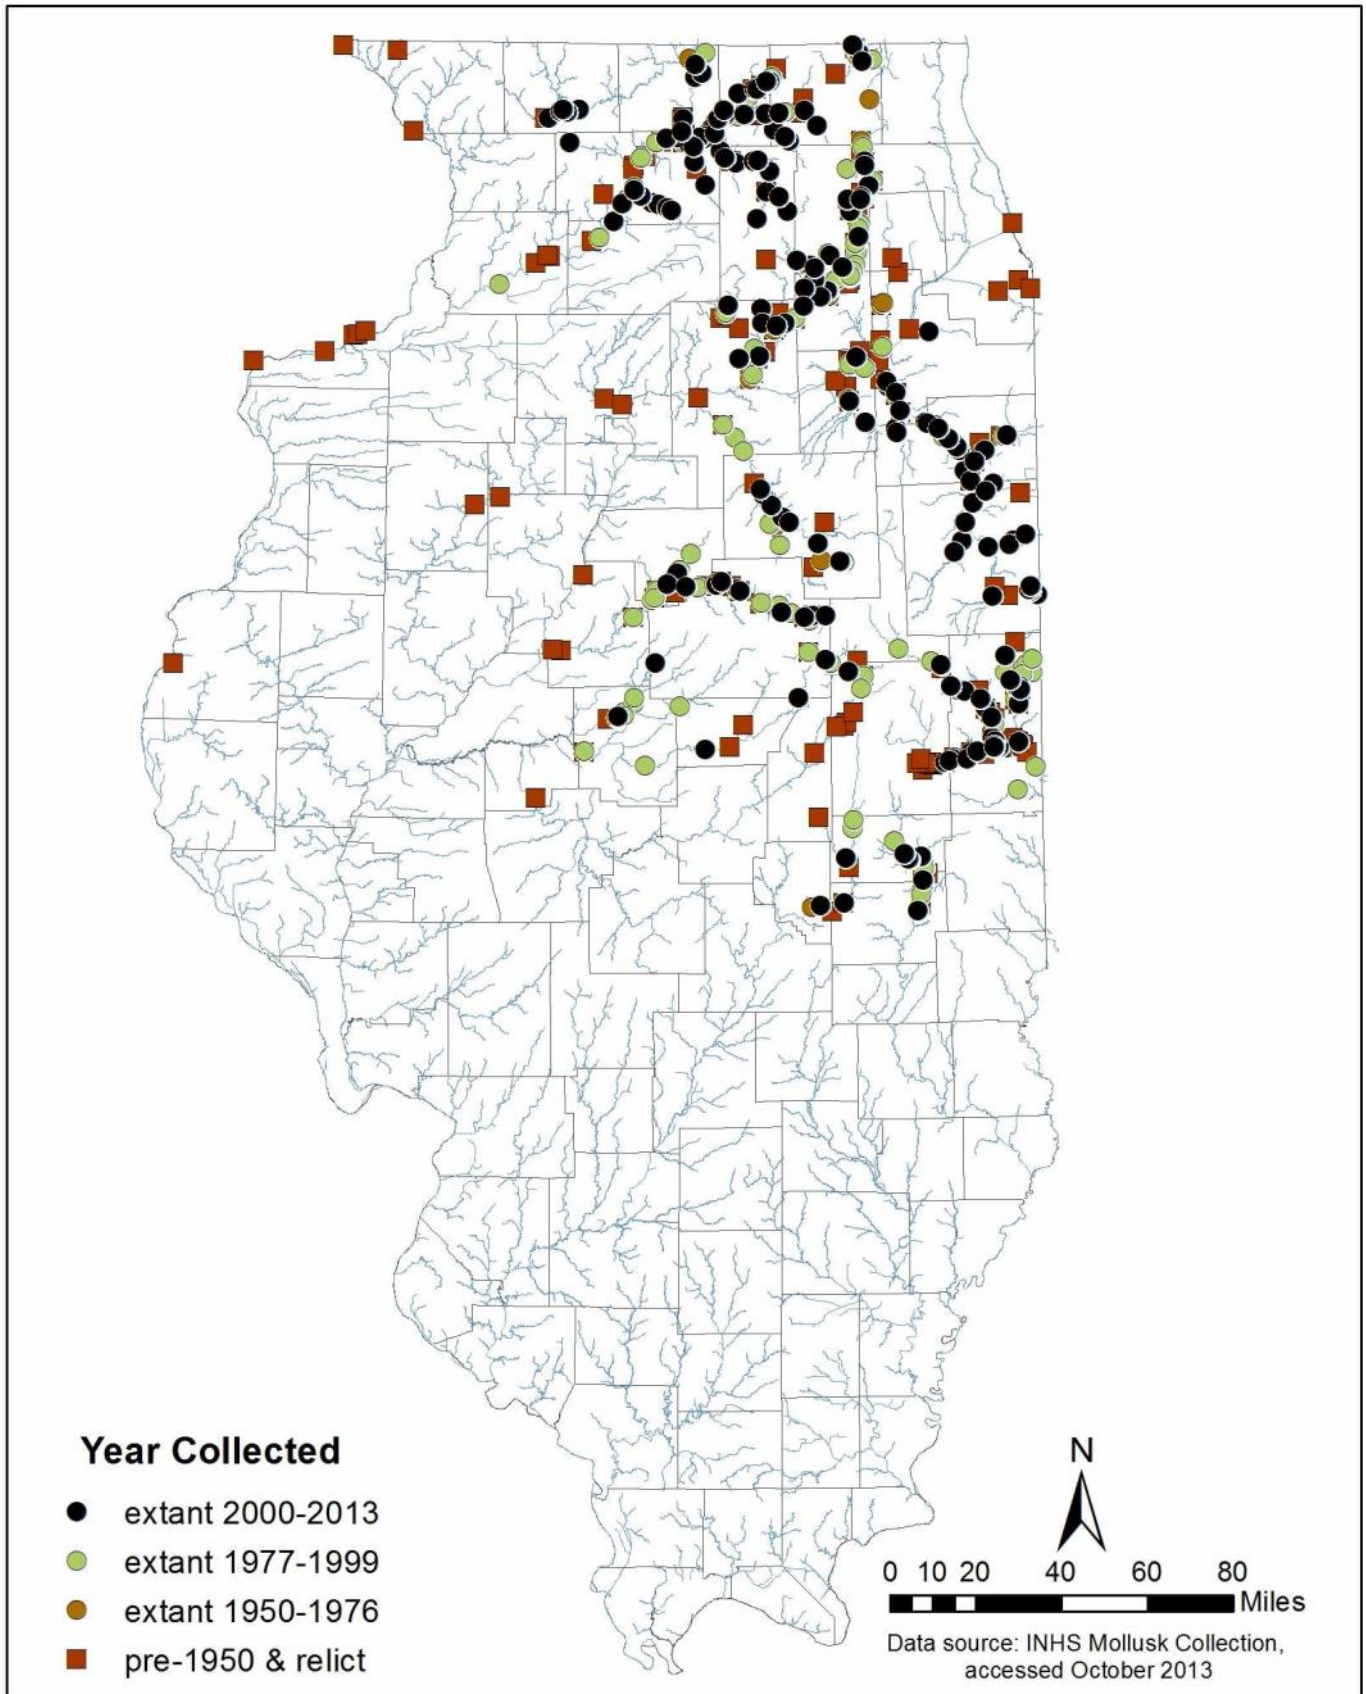 Year Collected
extant 2000-2013
extant 1977-1999
extant 1950-1976
pre-1950 & relict
N
0 10 20 40 60 80
Miles
Data source: INHS Mollusk Collection,
accessed October 2013